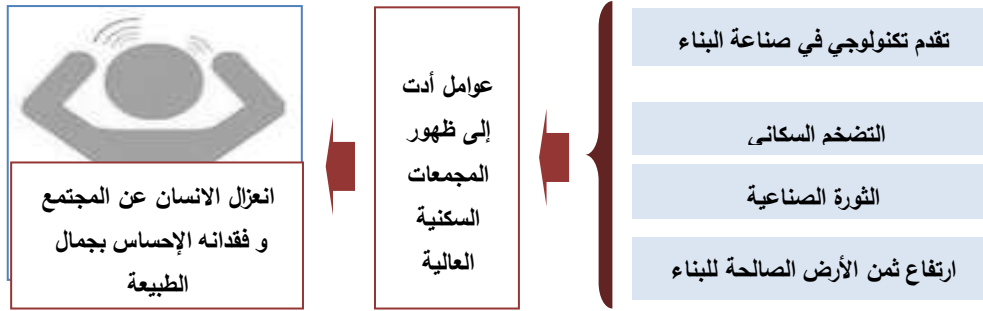 تقدم تكنولوجي في صناعة البناء
التضخم السكاني
الثورة الصناعية
ارتفاع ثمن الأرض الصالحة للبناء
عوامل أدت
إلى ظهور
المجمعات
السكنية
العالية
انعزال الانسان عن المجتمع
و فقدانه الإحساس بجمال
الطبيعة